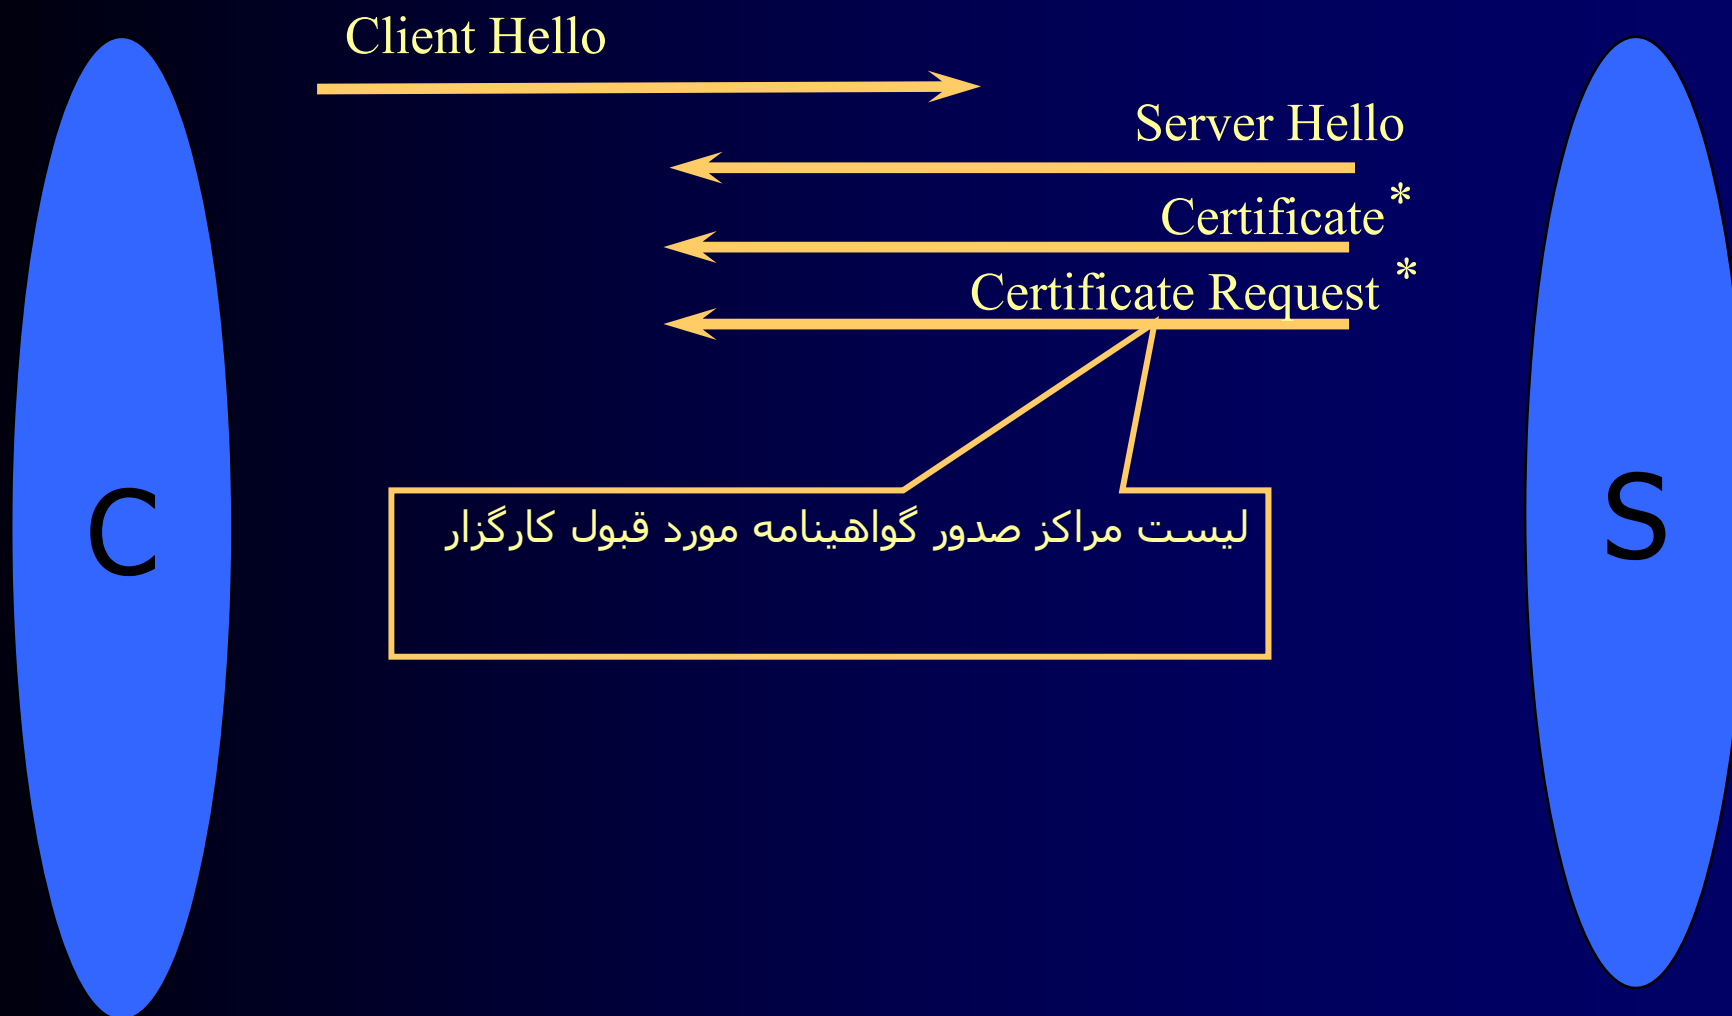 Client Hello
Server Hello
Certificate*
Certificate Request *
لیست مراکز صدور گواهینامه مورد قبول کارگزار
C
S